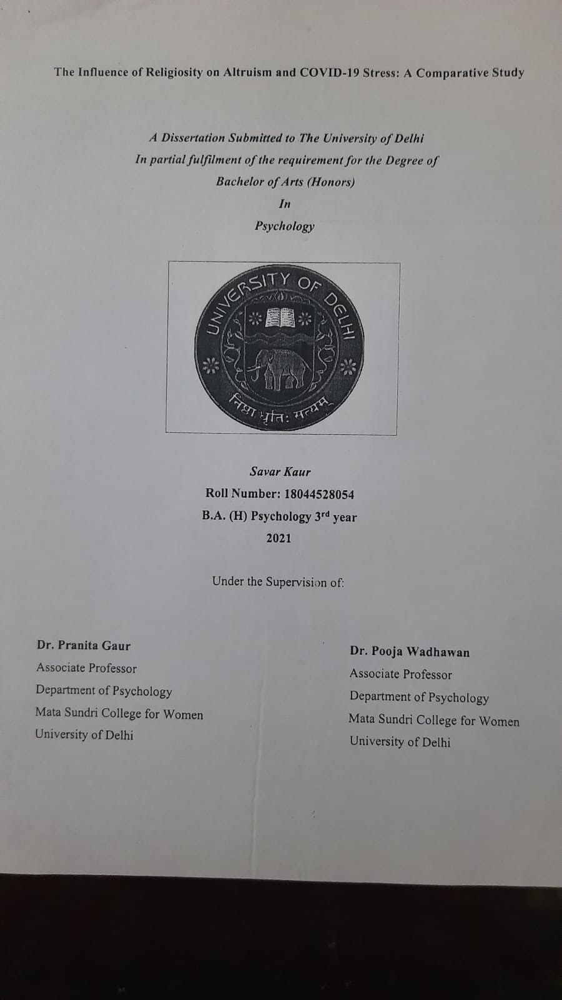 The Influence of Religiosity on Altruism and COVID-19 Stress: A Comparative Study
A Dissertation Submitted to The University of Delhi
In partial fulfilment of the requirement for the Degree of
Bachelor of Arts (Honors)
In
Psychology
UNIVERSITY OF DELHI
निष्ठा धृतिः सत्यम्
Savar Kaur
Roll Number: 18044528054
B.A. (H) Psychology 3rd year
2021
Under the Supervision of:
Dr. Pranita Gaur
Associate Professor
Department of Psychology
Mata Sundri College for Women
University of Delhi
Dr. Pooja Wadhawan
Associate Professor
Department of Psychology
Mata Sundri College for Women
University of Delhi